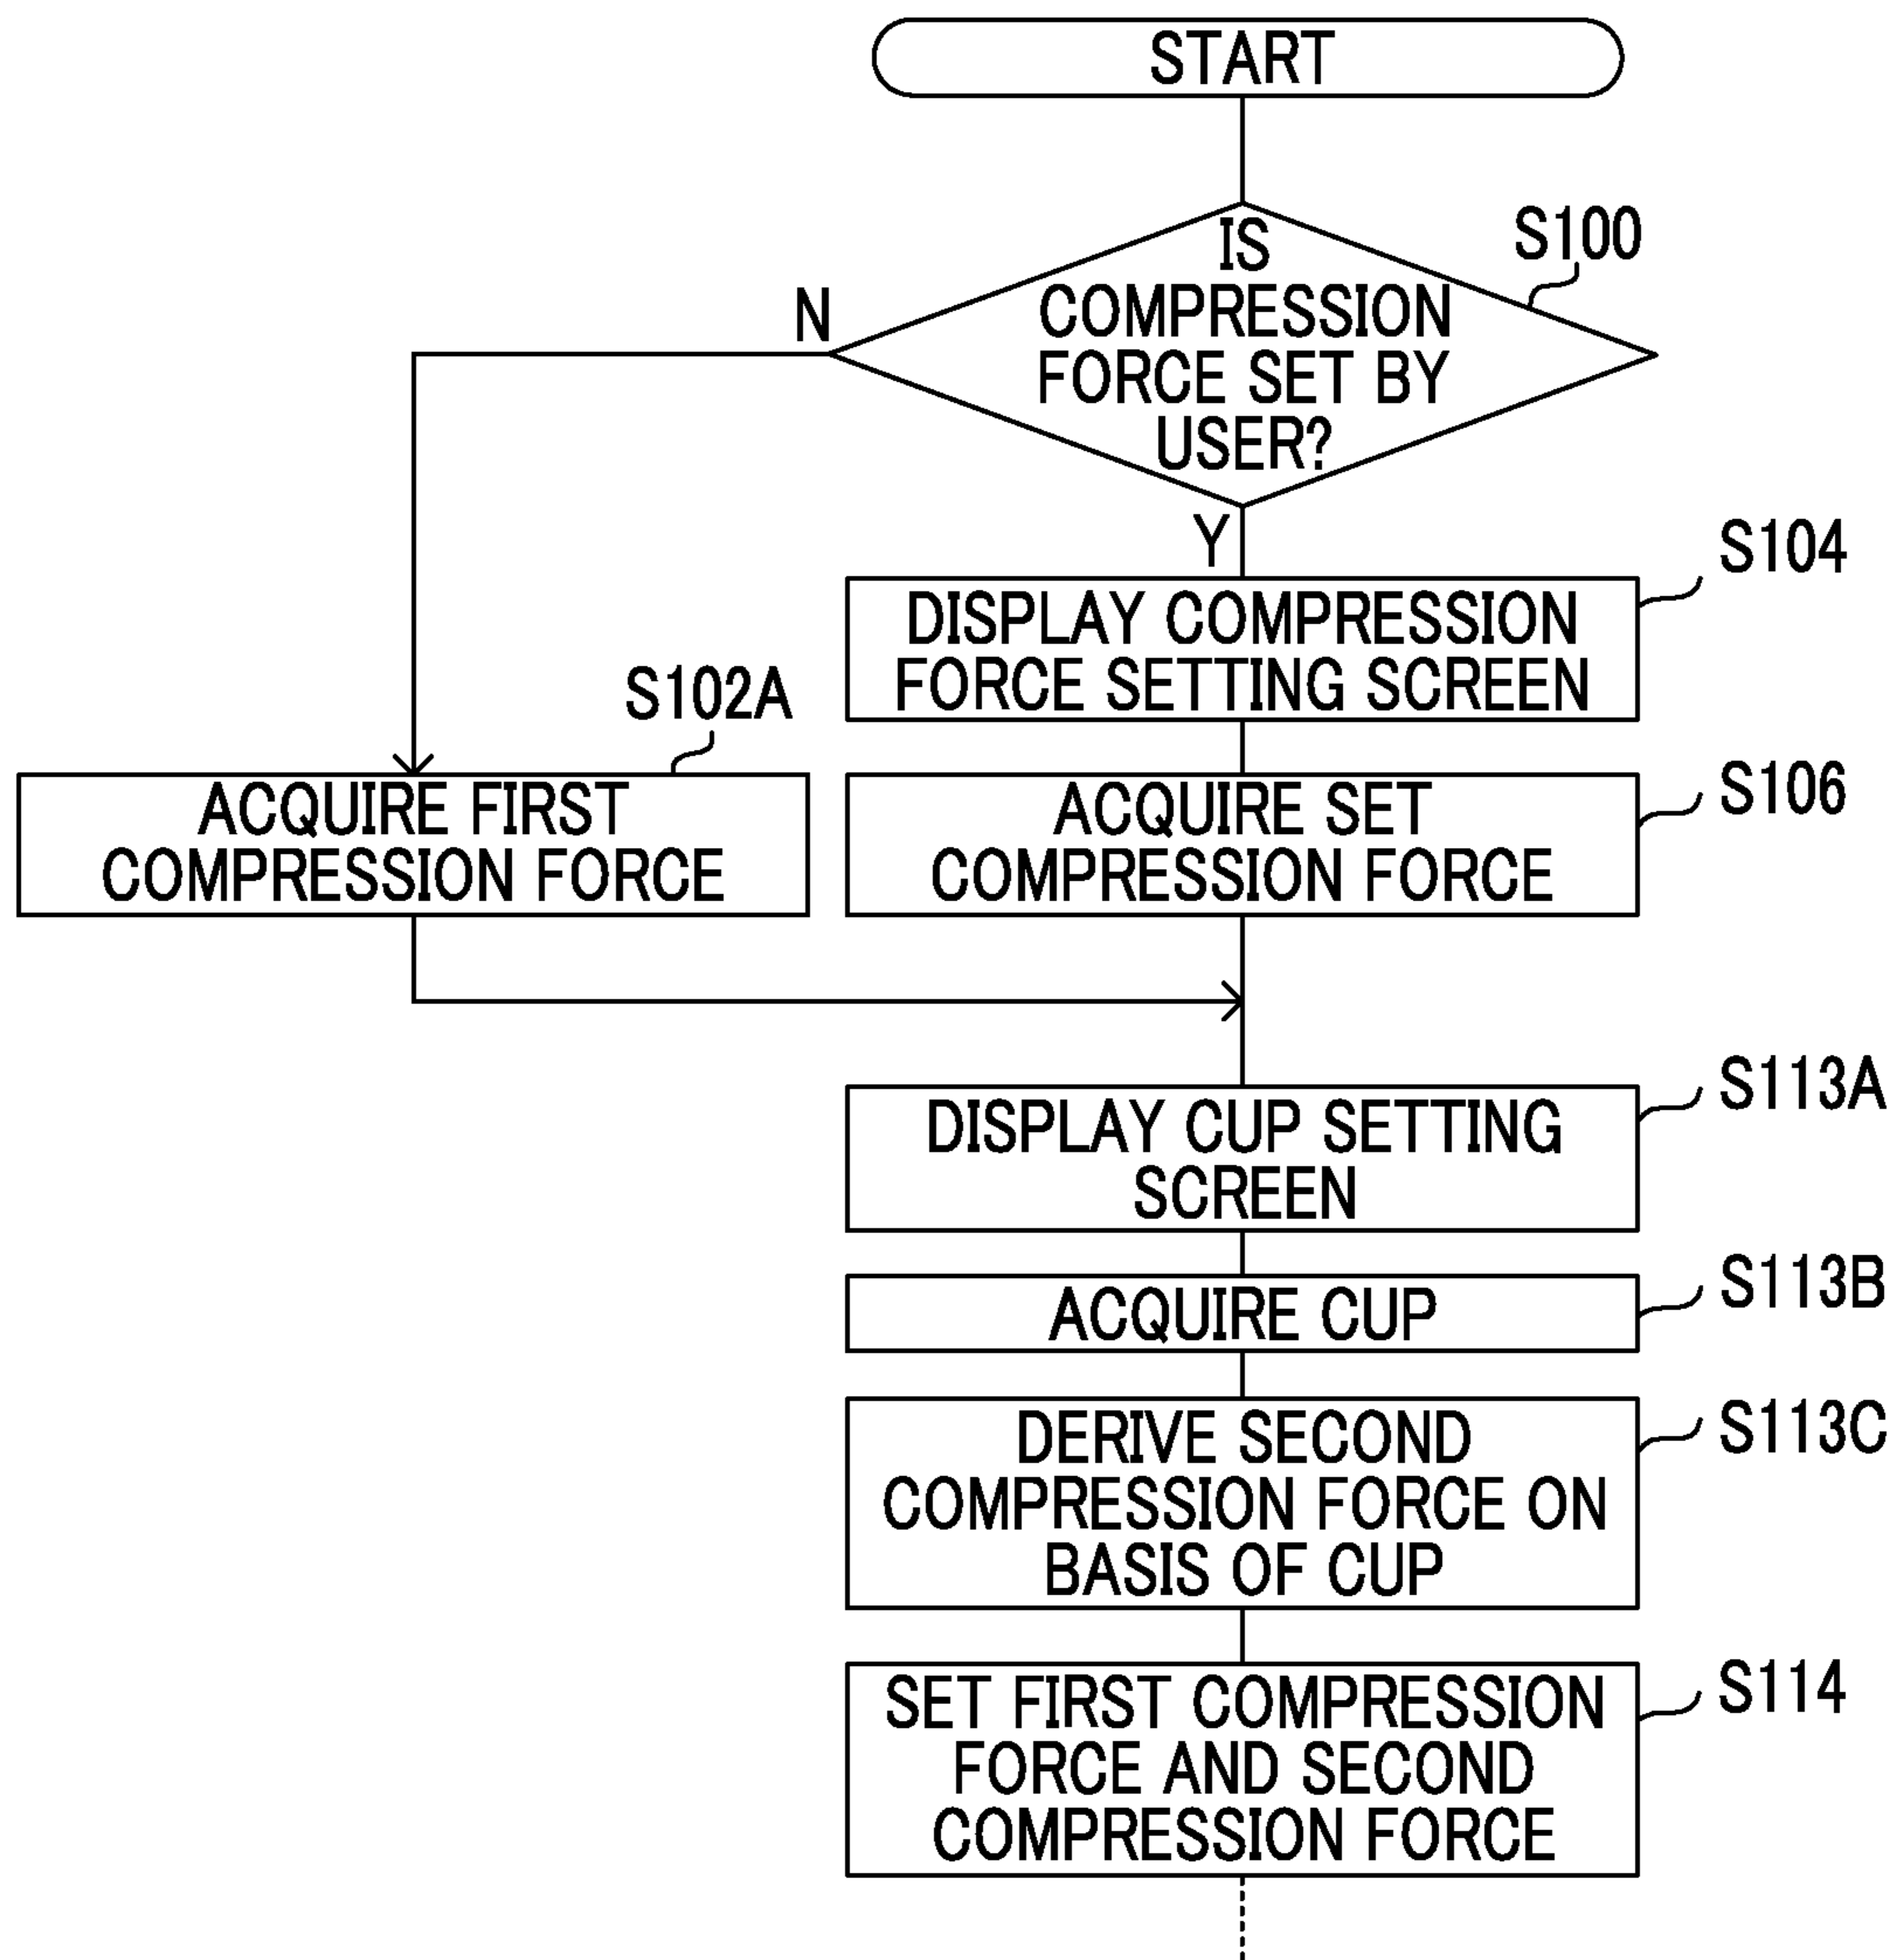 START
IS
COMPRESSION
FORCE SET BY
USER?
S100
N
Y
S104
DISPLAY COMPRESSION
FORCE SETTING SCREEN
S102A
ACQUIRE FIRST
COMPRESSION FORCE
S106
ACQUIRE SET
COMPRESSION FORCE
S113A
DISPLAY CUP SETTING
SCREEN
S113B
ACQUIRE CUP
S113C
DERIVE SECOND
COMPRESSION FORCE ON
BASIS OF CUP
S114
SET FIRST COMPRESSION
FORCE AND SECOND
COMPRESSION FORCE